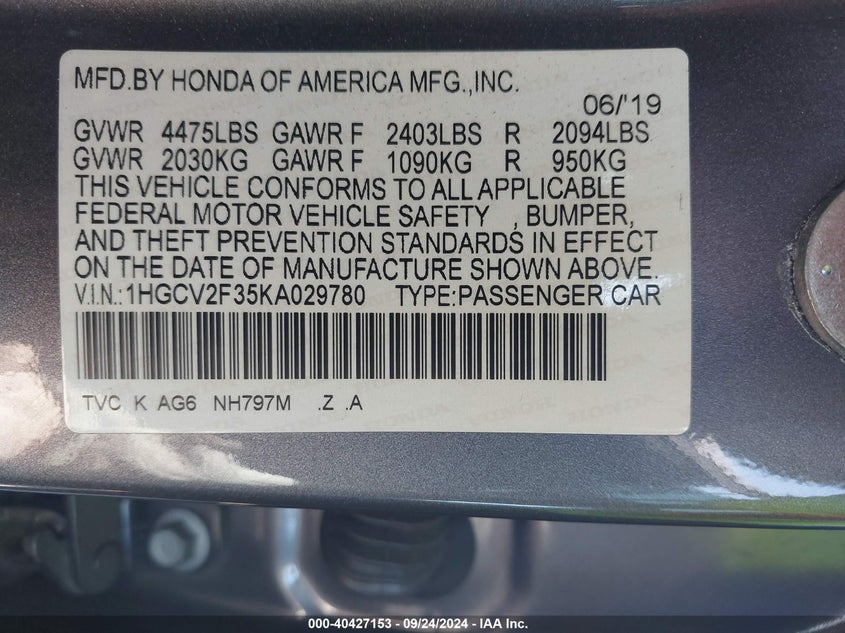 MFD.BY HONDA OF AMERICA MFG.,INC.
06/'19
GVWR 4475LBS GAWR F 2403LBS R 2094LBS
GVWR 2030KG GAWR F 1090KG R 950KG
THIS VEHICLE CONFORMS TO ALL APPLICABLE
FEDERAL MOTOR VEHICLE SAFETY , BUMPER,
AND THEFT PREVENTION STANDARDS IN EFFECT
ON THE DATE OF MANUFACTURE SHOWN ABOVE.
V.I.N.:1HGCV2F35KA029780 TYPE:PASSENGER CAR
TVC K AG6 NH797M .Z .A
000-40427153 - 09/24/2024 - IAA Inc.